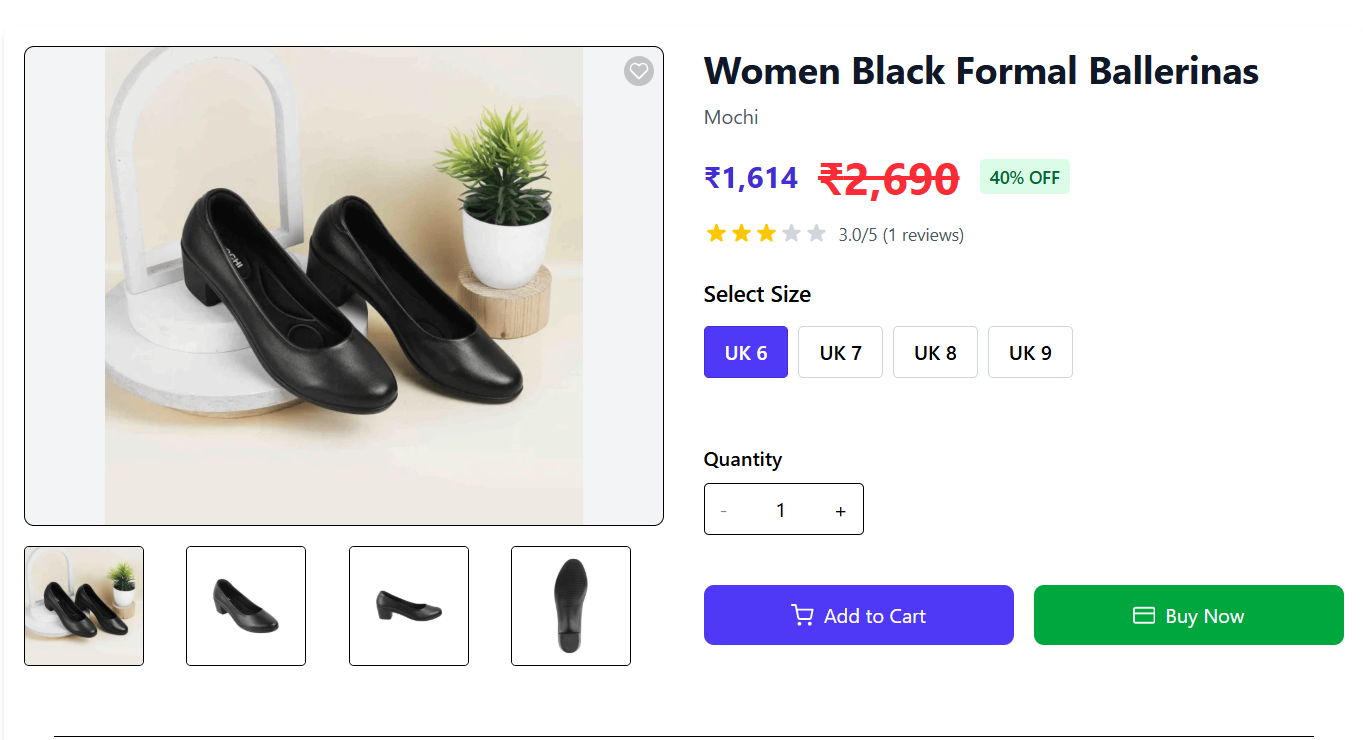 Women Black Formal Ballerinas
Mochi
₹1,614 ₹2,690 40% OFF
3.0/5 (1 reviews)
Select Size
UK 6 UK 7 UK 8 UK 9
Quantity
- 1 +
Add to Cart Buy Now